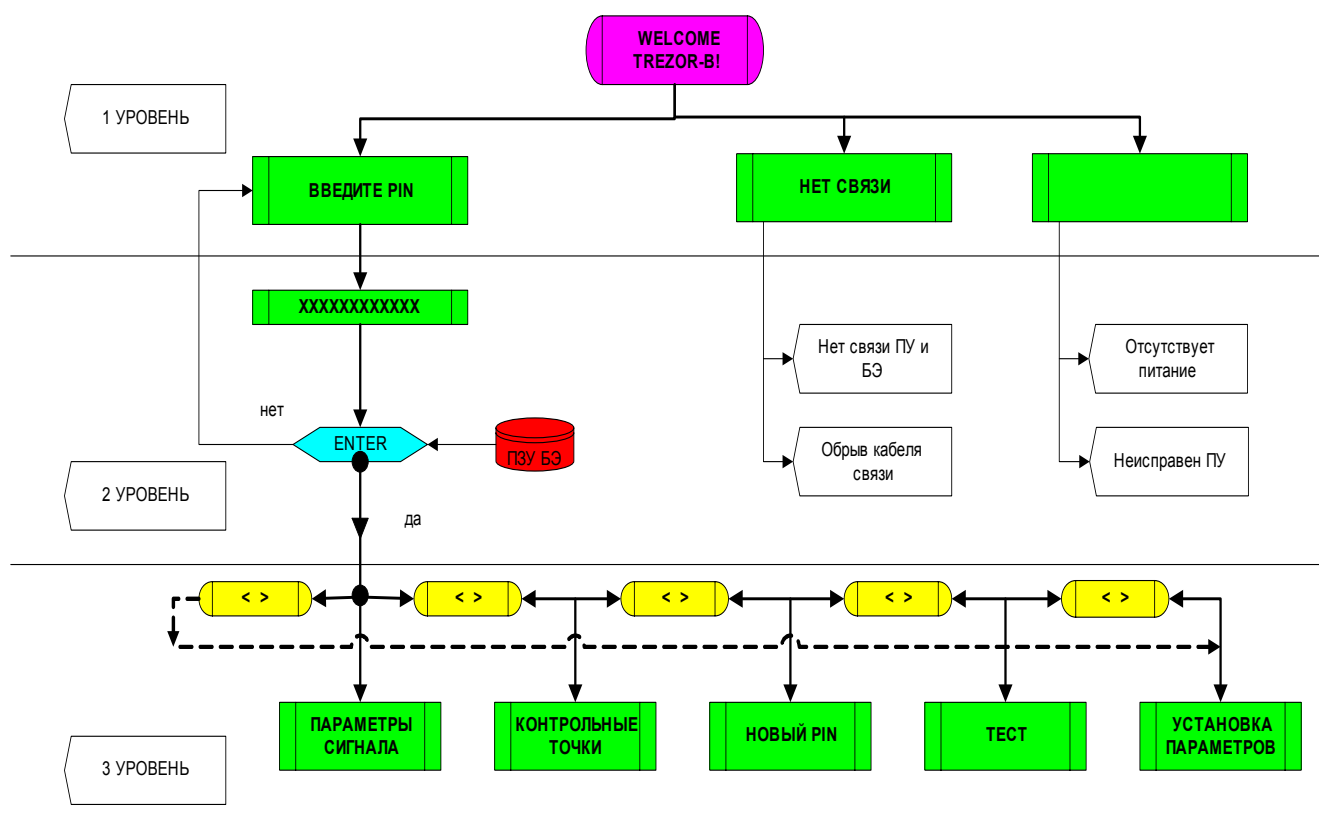 WELCOME
TREZOR-B!
1 УРОВЕНЬ
ВВЕДИТЕ PIN
НЕТ СВЯЗИ
XXXXXXXXXXXX
Нет связи ПУ и
БЭ
Отсутствует
питание
нет
ENTER
ПЗУ БЭ
Обрыв кабеля
связи
Неисправен ПУ
2 УРОВЕНЬ
да
< >
< >
< >
< >
< >
ПАРАМЕТРЫ
СИГНАЛА
КОНТРОЛЬНЫЕ
ТОЧКИ
НОВЫЙ PIN
ТЕСТ
УСТАНОВКА
ПАРАМЕТРОВ
3 УРОВЕНЬ